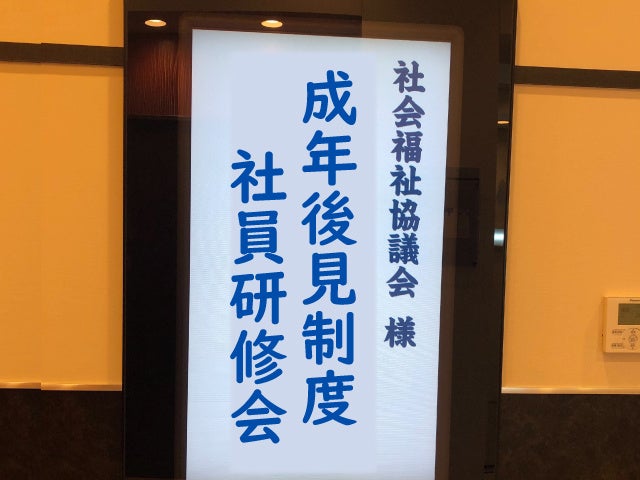 社会福祉協議会 様
成年後見制度
社員研修会